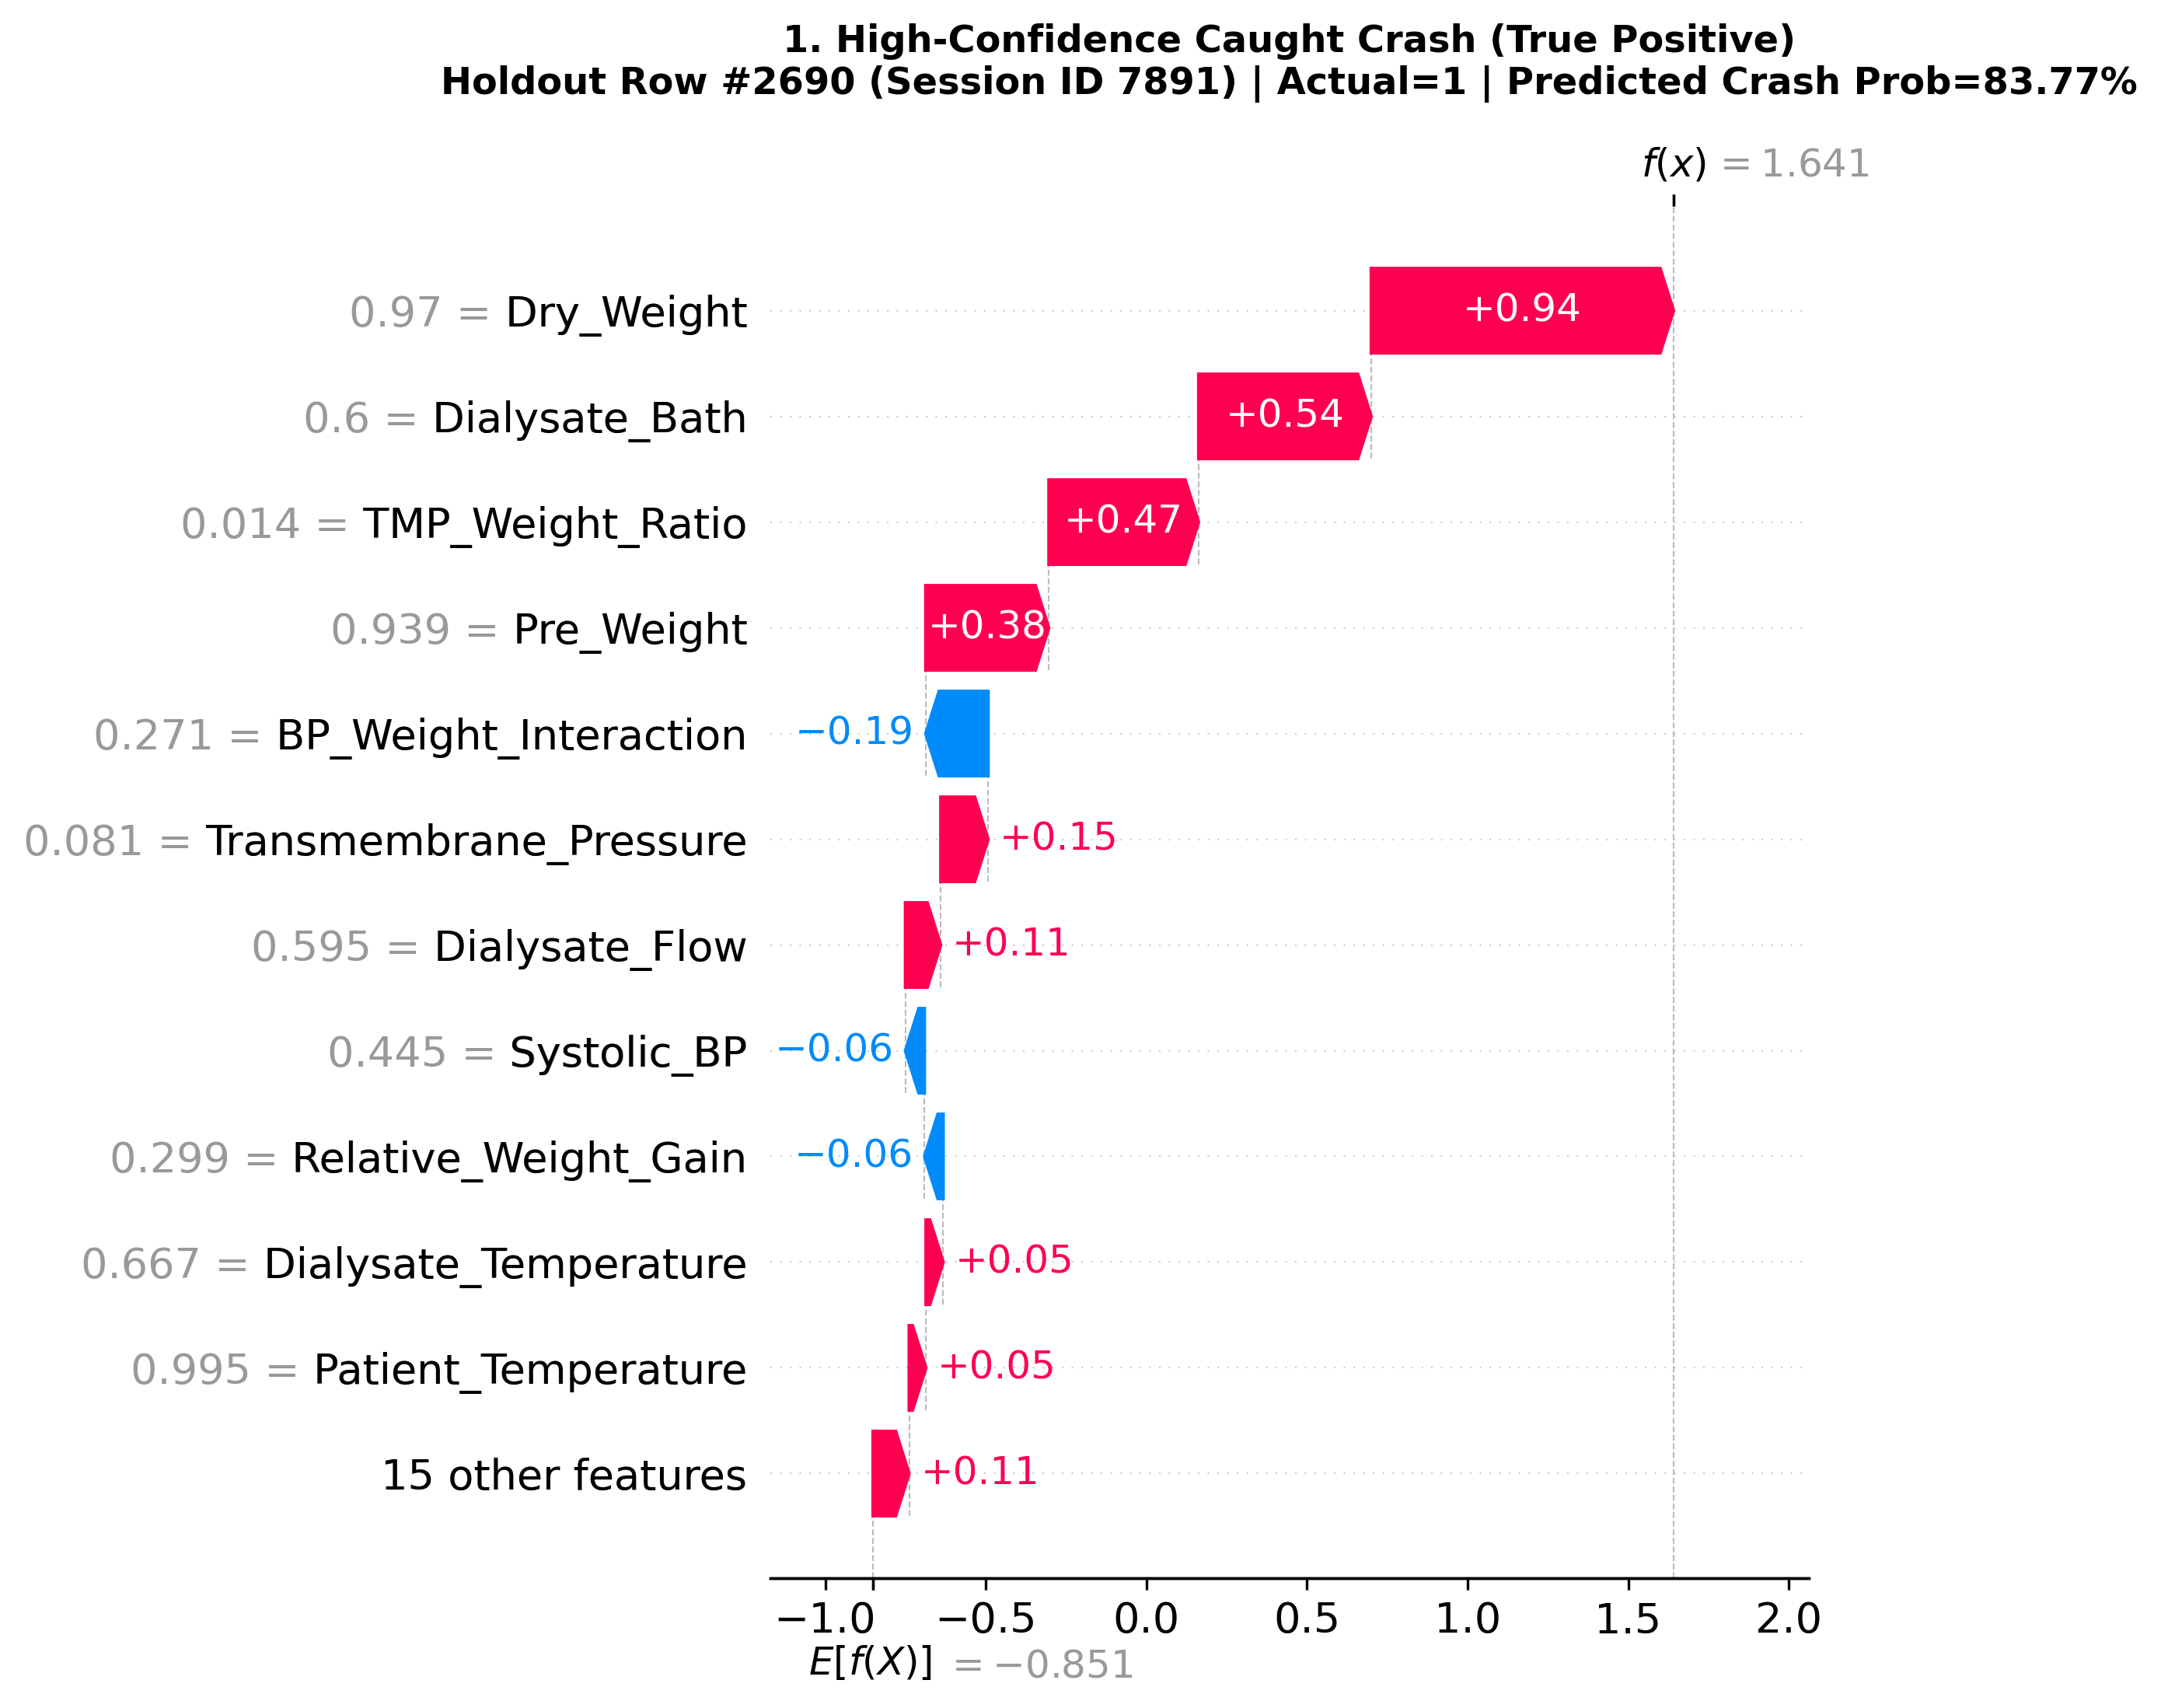 1. High-Confidence Caught Crash (True Positive)
Holdout Row #2690 (Session ID 7891) | Actual=1 | Predicted Crash Prob=83.77%
f(x) = 1.641
0.97 = Dry_Weight +0.94
0.6 = Dialysate_Bath +0.54
0.014 = TMP_Weight_Ratio +0.47
0.939 = Pre_Weight +0.38
0.271 = BP_Weight_Interaction −0.19
0.081 = Transmembrane_Pressure +0.15
0.595 = Dialysate_Flow +0.11
0.445 = Systolic_BP −0.06
0.299 = Relative_Weight_Gain −0.06
0.667 = Dialysate_Temperature +0.05
0.995 = Patient_Temperature +0.05
15 other features +0.11
−1.0 −0.5 0.0 0.5 1.0 1.5 2.0
E[f(X)] = −0.851